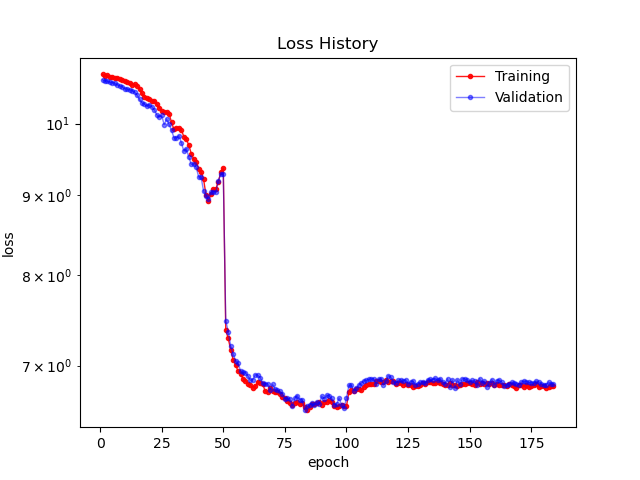 Loss History
Training
Validation
10¹
9 × 10⁰
8 × 10⁰
7 × 10⁰
loss
0 25 50 75 100 125 150 175
epoch